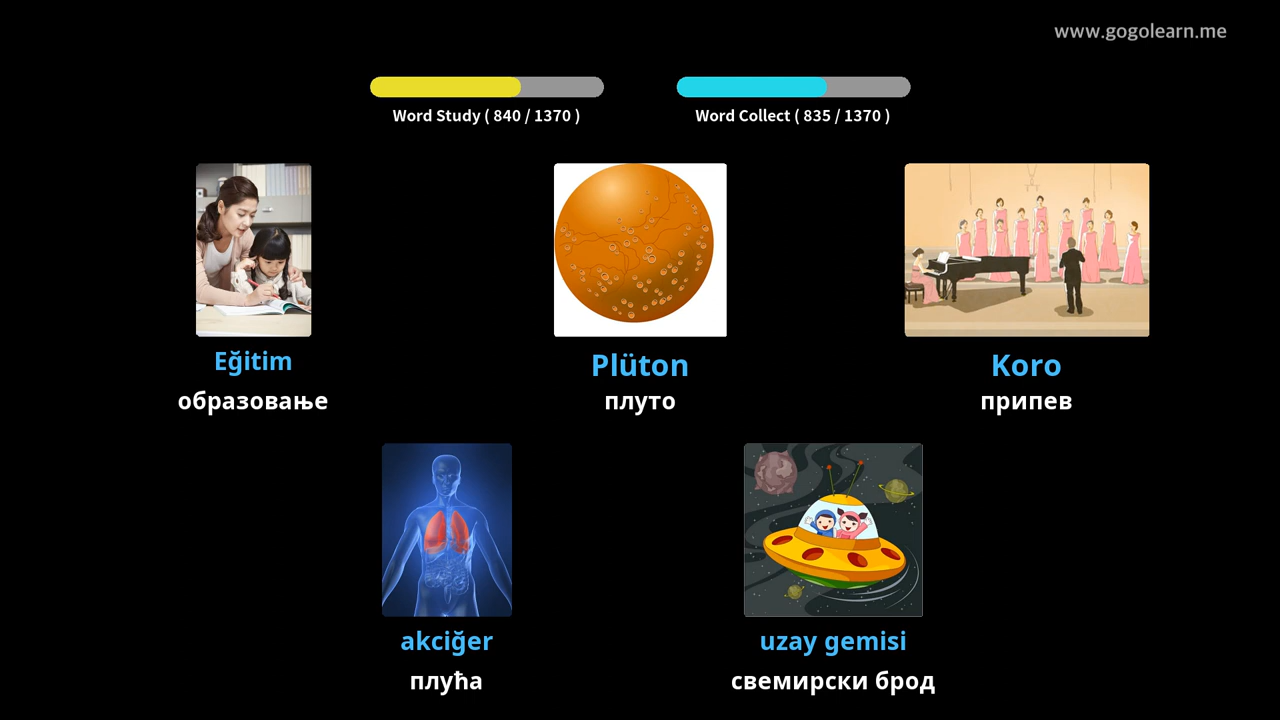 www.gogolearn.me
Word Study ( 840 / 1370 )
Word Collect ( 835 / 1370 )
Eğitim
образовање
Plüton
плуто
Koro
припев
akciğer
плућа
uzay gemisi
свемирски брод